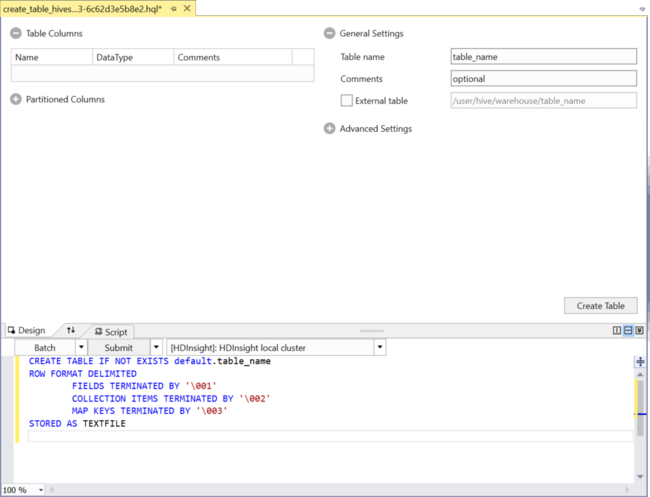 create_table_hives...3-6c62d3e5b8e2.hql*
Table Columns
Name DataType Comments
Partitioned Columns
General Settings
Table name table_name
Comments optional
External table /user/hive/warehouse/table_name
Advanced Settings
Create Table
Design Script
Batch Submit [HDInsight]: HDInsight local cluster
CREATE TABLE IF NOT EXISTS default.table_name
ROW FORMAT DELIMITED
FIELDS TERMINATED BY '\001'
COLLECTION ITEMS TERMINATED BY '\002'
MAP KEYS TERMINATED BY '\003'
STORED AS TEXTFILE
100 %